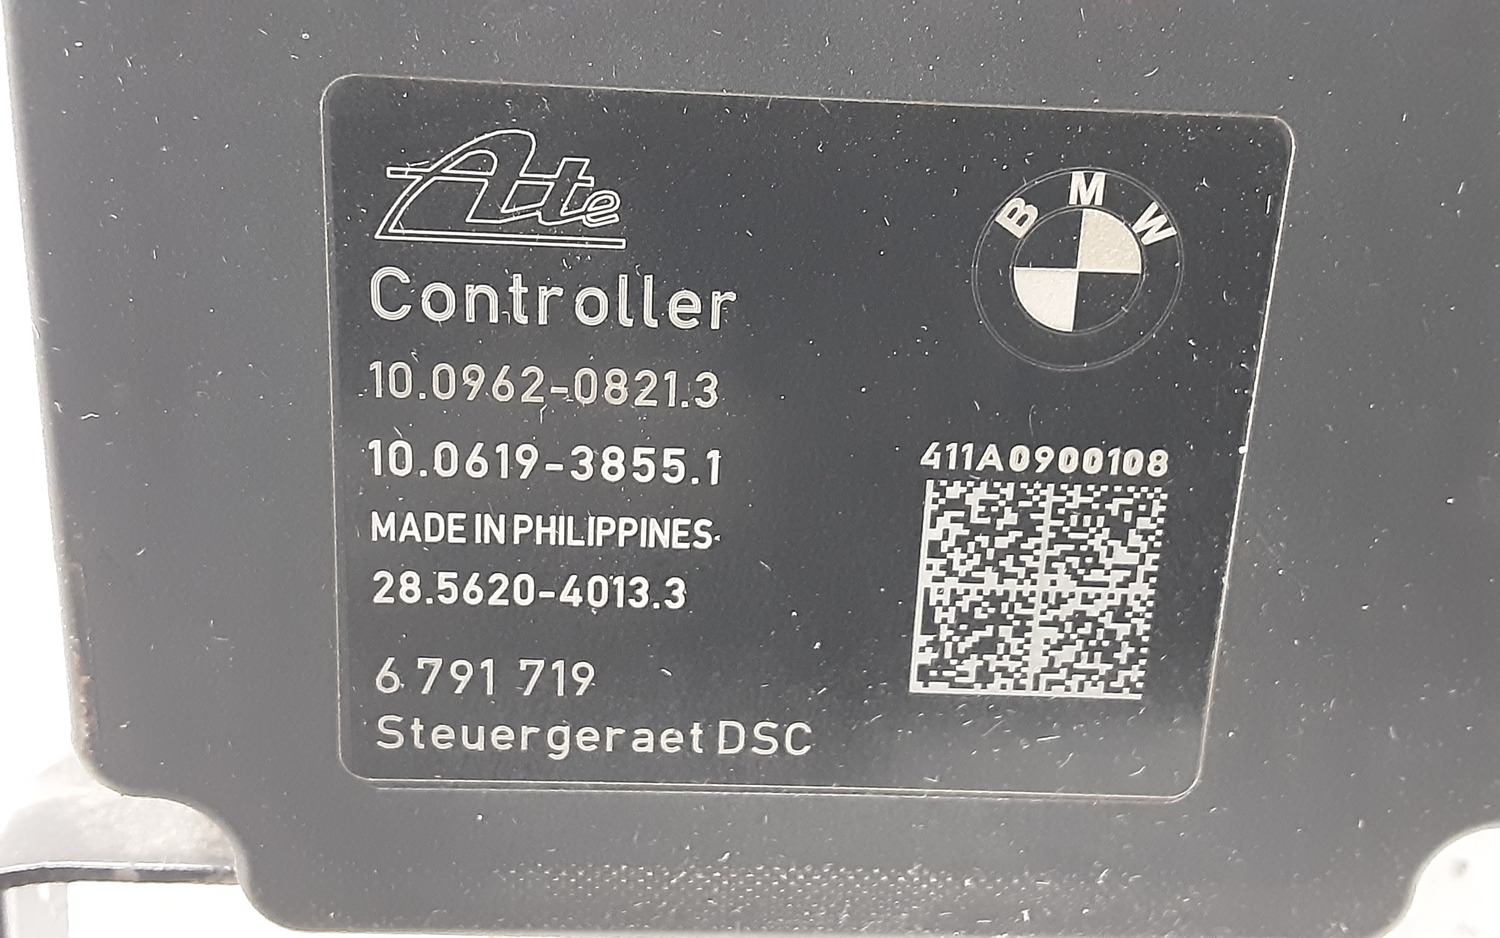 Ate
BMW
Controller
10.0962-0821.3
10.0619-3855.1
411A0900108
MADE IN PHILIPPINES
28.5620-4013.3
6 791 719
Steuergeraet DSC